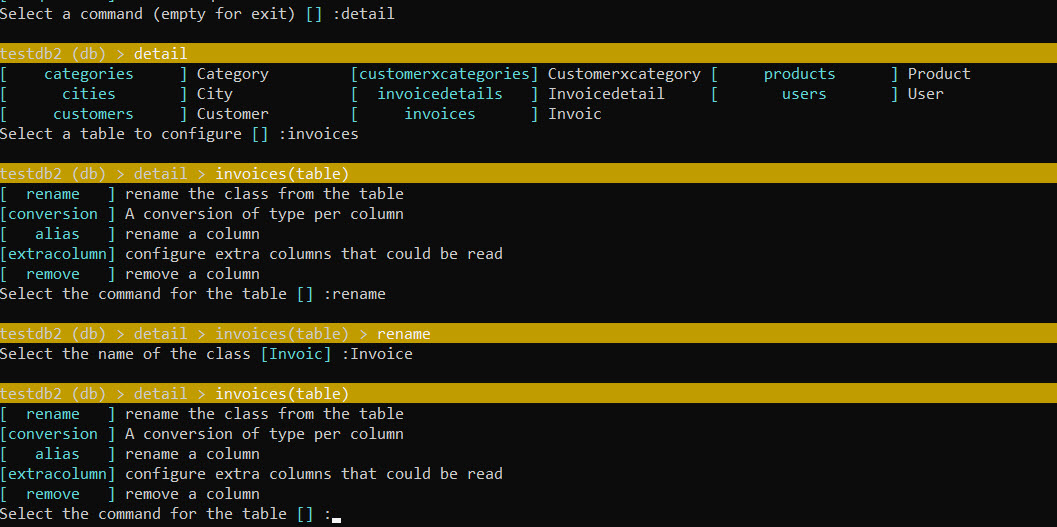 Select a command (empty for exit) [] :detail
testdb2 (db) > detail
[    categories     ] Category         [customerxcategories] Customerxcategory [     products      ] Product
[      cities       ] City             [  invoicedetails   ] Invoicedetail     [       users       ] User
[     customers     ] Customer         [     invoices      ] Invoic
Select a table to configure [] :invoices
testdb2 (db) > detail > invoices(table)
[  rename   ] rename the class from the table
[conversion ] A conversion of type per column
[   alias   ] rename a column
[extracolumn] configure extra columns that could be read
[  remove   ] remove a column
Select the command for the table [] :rename
testdb2 (db) > detail > invoices(table) > rename
Select the name of the class [Invoic] :Invoice
testdb2 (db) > detail > invoices(table)
[  rename   ] rename the class from the table
[conversion ] A conversion of type per column
[   alias   ] rename a column
[extracolumn] configure extra columns that could be read
[  remove   ] remove a column
Select the command for the table [] :